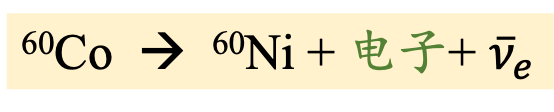 ⁶⁰Co → ⁶⁰Ni + 电子 + ν̄ₑ